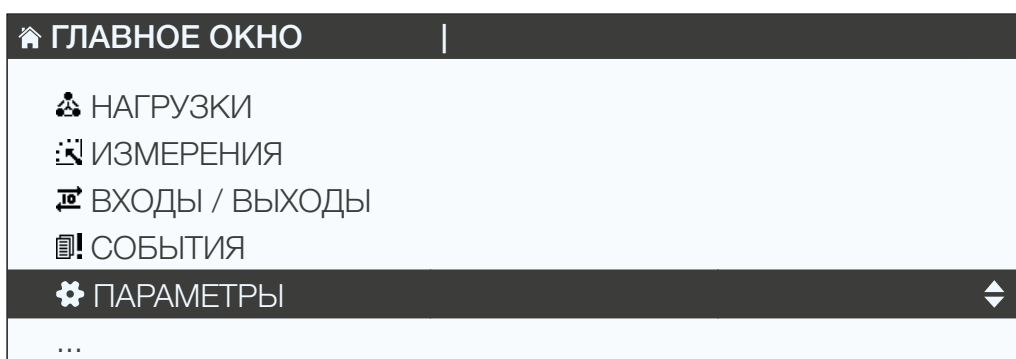 ГЛАВНОЕ ОКНО |
НАГРУЗКИ
ИЗМЕРЕНИЯ
ВХОДЫ / ВЫХОДЫ
СОБЫТИЯ
ПАРАМЕТРЫ
...